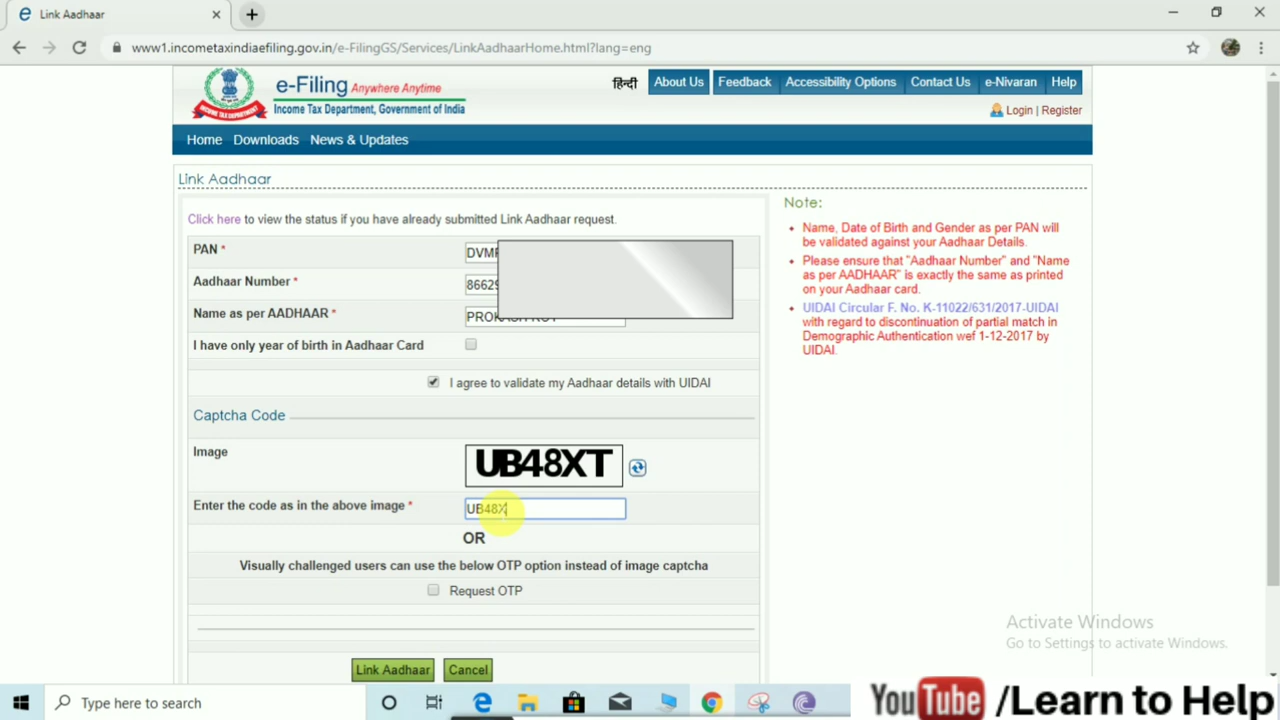 Link Aadhaar
www1.incometaxindiaefiling.gov.in/e-FilingGS/Services/LinkAadhaarHome.html?lang=eng
e-Filing Anywhere Anytime
Income Tax Department, Government of India
INCOME TAX DEPARTMENT
हिन्दी About Us Feedback Accessibility Options Contact Us e-Nivaran Help
Login | Register
Home Downloads News & Updates
Link Aadhaar
Click here to view the status if you have already submitted Link Aadhaar request.
PAN *
Aadhaar Number *
Name as per AADHAAR *
I have only year of birth in Aadhaar Card
I agree to validate my Aadhaar details with UIDAI
Captcha Code
Image UB48XT
Enter the code as in the above image * UB48X
OR
Visually challenged users can use the below OTP option instead of image captcha
Request OTP
Link Aadhaar Cancel
Note:
Name, Date of Birth and Gender as per PAN will
be validated against your Aadhaar Details.
Please ensure that "Aadhaar Number" and "Name
as per AADHAAR" is exactly the same as printed
on your Aadhaar card.
UIDAI Circular F. No. K-11022/631/2017-UIDAI
with regard to discontinuation of partial match in
Demographic Authentication wef 1-12-2017 by
UIDAI.
Activate Windows
Go to Settings to activate Windows.
Type here to search
YouTube /Learn to Help